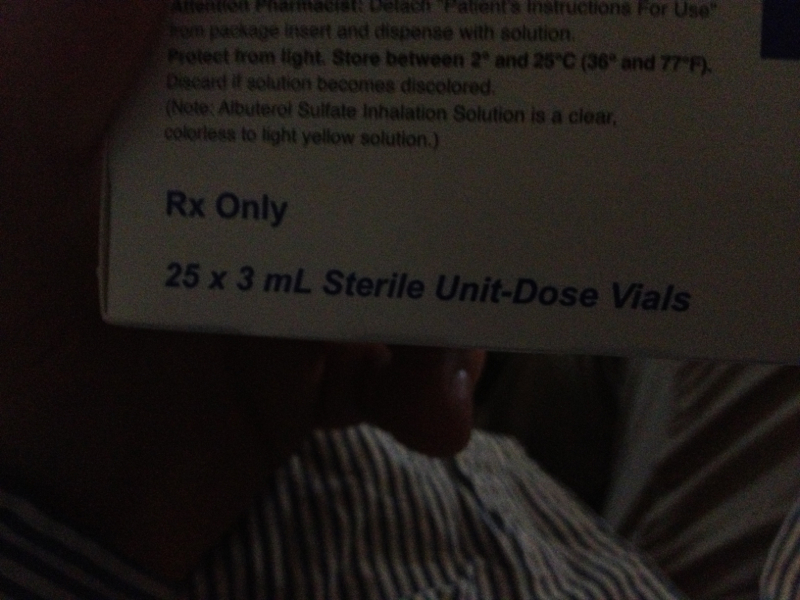 Attention Pharmacist: Detach "Patient's Instructions For Use"
from package insert and dispense with solution.
Protect from light. Store between 2° and 25°C (36° and 77°F).
Discard if solution becomes discolored.
(Note: Albuterol Sulfate Inhalation Solution is a clear,
colorless to light yellow solution.)
Rx Only
25 x 3 mL Sterile Unit-Dose Vials